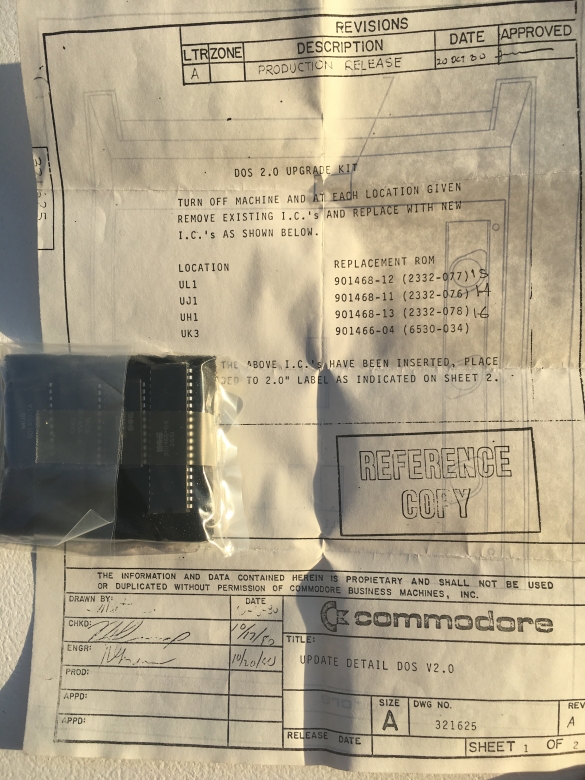 REVISIONS
LTR ZONE DESCRIPTION DATE APPROVED
A PRODUCTION RELEASE 20 OCT 80
DOS 2.0 UPGRADE KIT
TURN OFF MACHINE AND AT EACH LOCATION GIVEN
REMOVE EXISTING I.C.'s AND REPLACE WITH NEW
I.C.'s AS SHOWN BELOW.
LOCATION REPLACEMENT ROM
UL1 901468-12 (2332-077)
UJ1 901468-11 (2332-076)
UH1 901468-13 (2332-078)
UK3 901466-04 (6530-034)
THE ABOVE I.C.'s HAVE BEEN INSERTED, PLACE
TO 2.0" LABEL AS INDICATED ON SHEET 2.
REFERENCE
COPY
THE INFORMATION AND DATA CONTAINED HEREIN IS PROPIETARY AND SHALL NOT BE USED
OR DUPLICATED WITHOUT PERMISSION OF COMMODORE BUSINESS MACHINES, INC.
DRAWN BY: DATE
CHKD:
ENGR: 10/20/80
PROD:
APPD:
APPD:
commodore
TITLE:
UPDATE DETAIL DOS V2.0
SIZE DWG NO. REV
A 321625 A
RELEASE DATE SHEET 1 OF 2